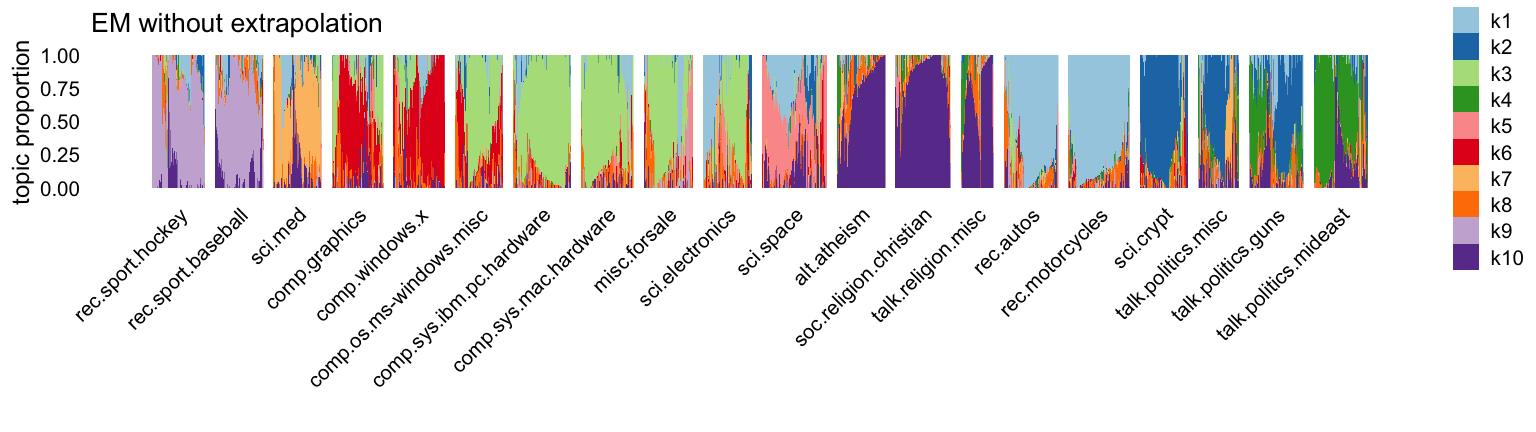 EM without extrapolation
topic proportion
1.00
0.75
0.50
0.25
0.00
rec.sport.hockey
rec.sport.baseball
sci.med
comp.graphics
comp.windows.x
comp.os.ms-windows.misc
comp.sys.ibm.pc.hardware
comp.sys.mac.hardware
misc.forsale
sci.electronics
sci.space
alt.atheism
soc.religion.christian
talk.religion.misc
rec.autos
rec.motorcycles
sci.crypt
talk.politics.misc
talk.politics.guns
talk.politics.mideast
k1
k2
k3
k4
k5
k6
k7
k8
k9
k10